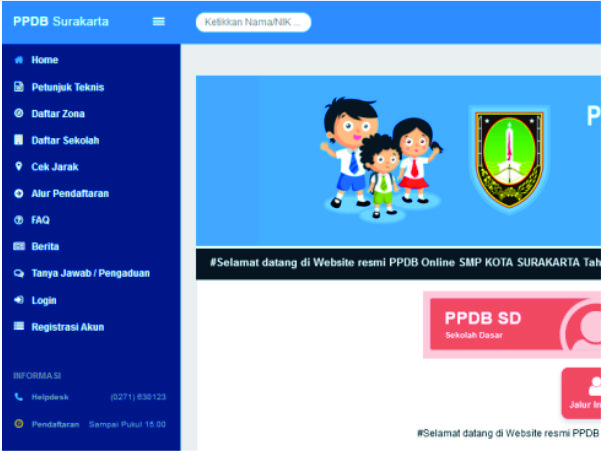 PPDB Surakarta
Ketikkan Nama/NIK ...
Home
Petunjuk Teknis
Daftar Zona
Daftar Sekolah
Cek Jarak
Alur Pendaftaran
FAQ
Berita
Tanya Jawab / Pengaduan
Login
Registrasi Akun
INFORMASI
Helpdesk (0271) 630123
Pendaftaran Sampai Pukul 15.00
P
#Selamat datang di Website resmi PPDB Online SMP KOTA SURAKARTA Tah
PPDB SD
Sekolah Dasar
Jalur In
#Selamat datang di Website resmi PPDB